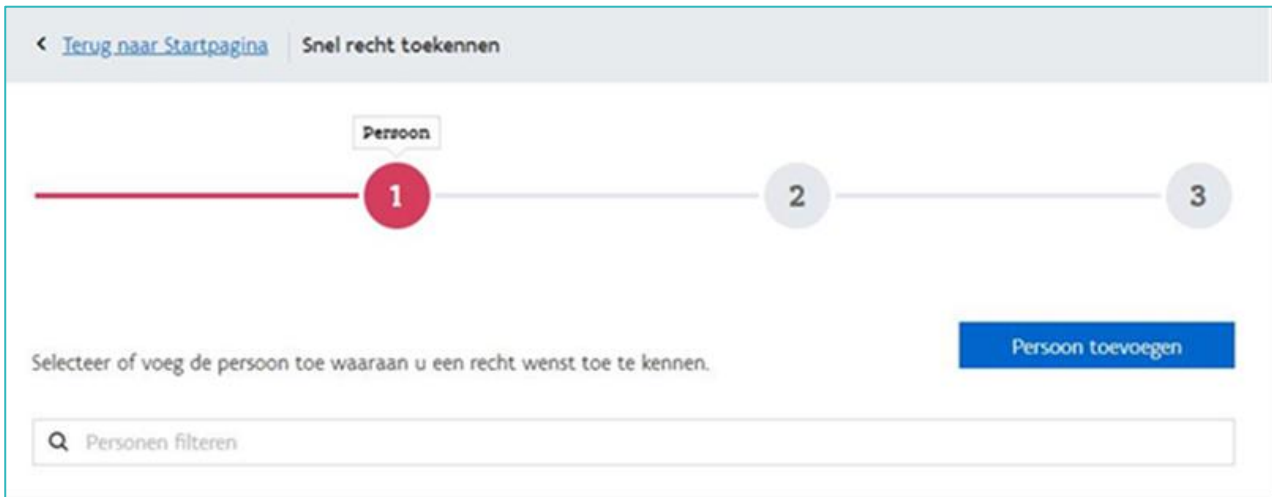 Terug naar Startpagina Snel recht toekennen
Persoon
1 2 3
Persoon toevoegen
Selecteer of voeg de persoon toe waaraan u een recht wenst toe te kennen.
Personen filteren